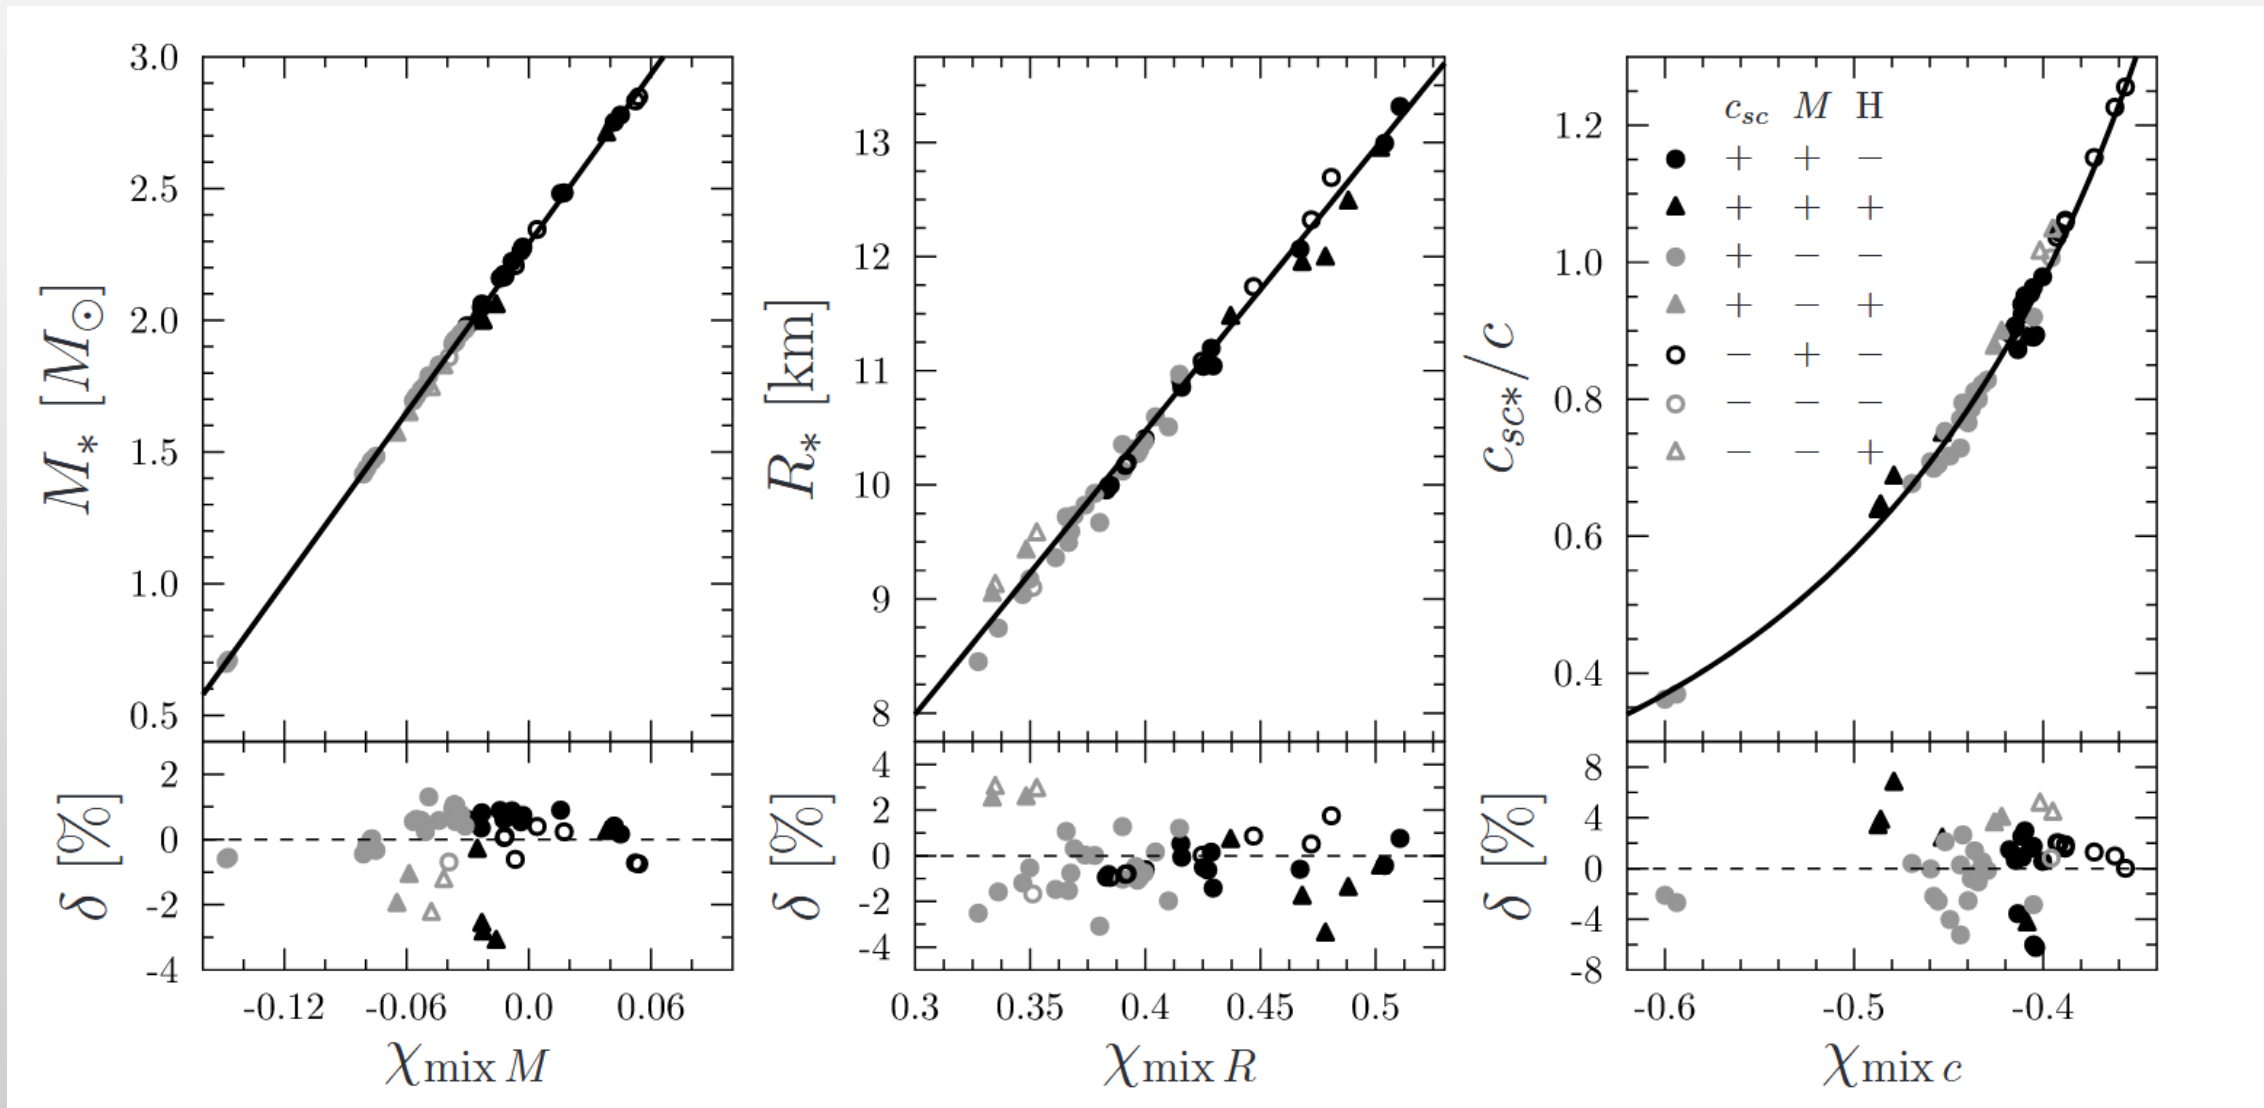 3.0
2.5
2.0
1.5
1.0
0.5
M* [M⊙]
2
0
-2
-4
δ [%]
-0.12 -0.06 0.0 0.06
χmix M
13
12
11
10
9
8
R* [km]
4
2
0
-2
-4
δ [%]
0.3 0.35 0.4 0.45 0.5
χmix R
1.2
1.0
0.8
0.6
0.4
csc*/c
csc M H
+ + −
+ + +
+ − −
+ − +
− + −
− − −
− − +
8
4
0
-4
-8
δ [%]
-0.6 -0.5 -0.4
χmix c